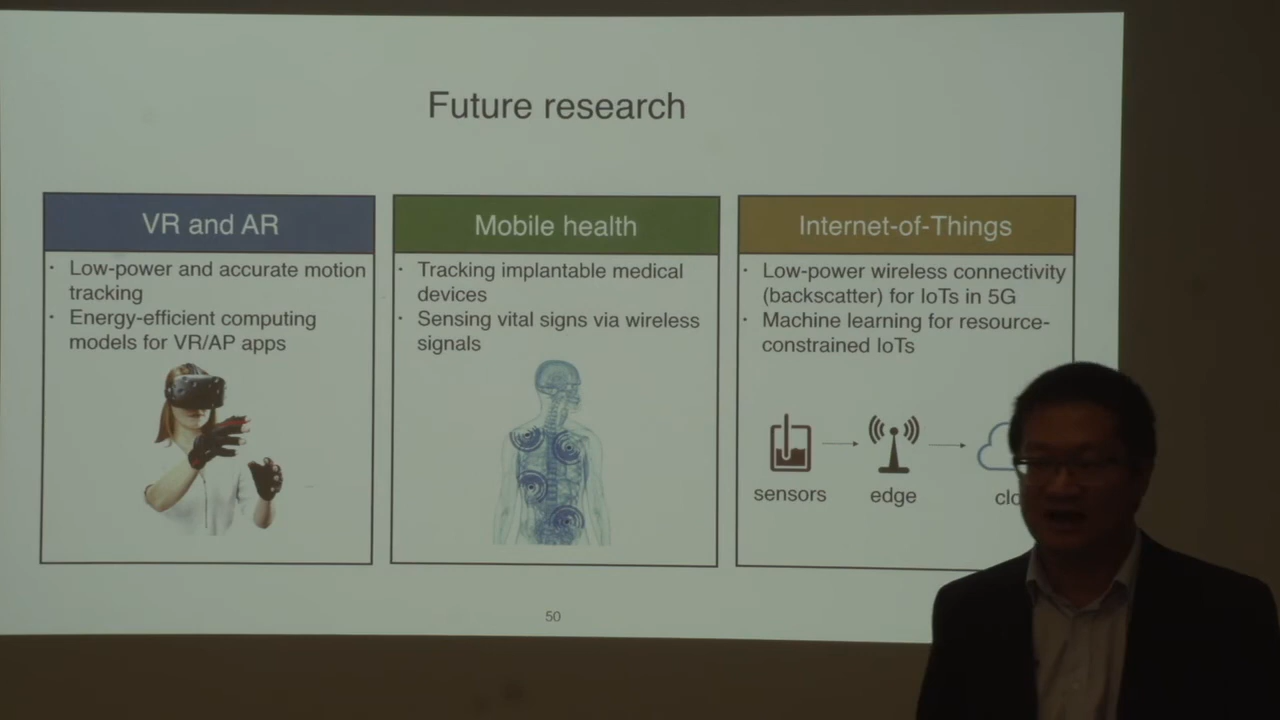 Future research
VR and AR
• Low-power and accurate motion
tracking
• Energy-efficient computing
models for VR/AP apps
Mobile health
• Tracking implantable medical
devices
• Sensing vital signs via wireless
signals
Internet-of-Things
• Low-power wireless connectivity
(backscatter) for IoTs in 5G
• Machine learning for resource-
constrained IoTs
sensors
edge
clo
50